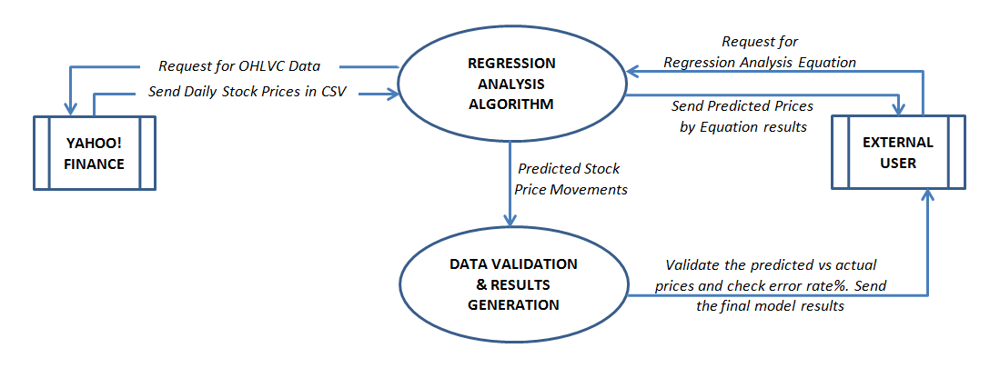 Request for OHLVC Data
Send Daily Stock Prices in CSV
YAHOO!
FINANCE
REGRESSION
ANALYSIS
ALGORITHM
Request for
Regression Analysis Equation
Send Predicted Prices
by Equation results
EXTERNAL
USER
Predicted Stock
Price Movements
DATA VALIDATION
& RESULTS
GENERATION
Validate the predicted vs actual
prices and check error rate%. Send
the final model results